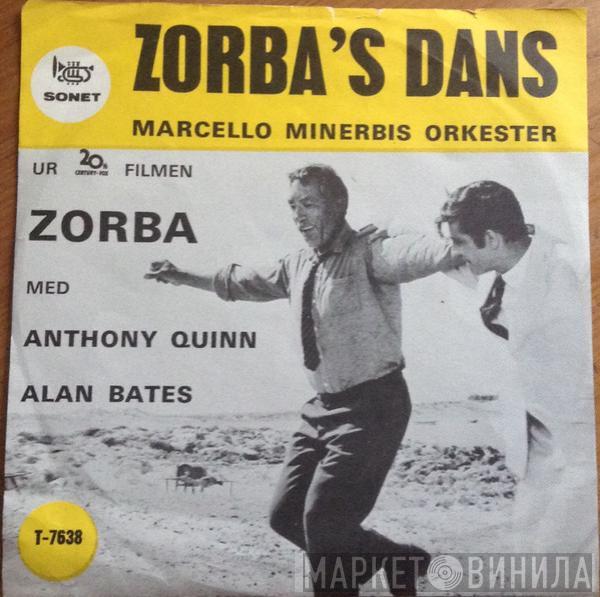 ZORBA'S DANS
SONET
MARCELLO MINERBIS ORKESTER
UR 20th CENTURY-FOX FILMEN
ZORBA
MED
ANTHONY QUINN
ALAN BATES
T-7638
МАРКЕТ ВИНИЛА